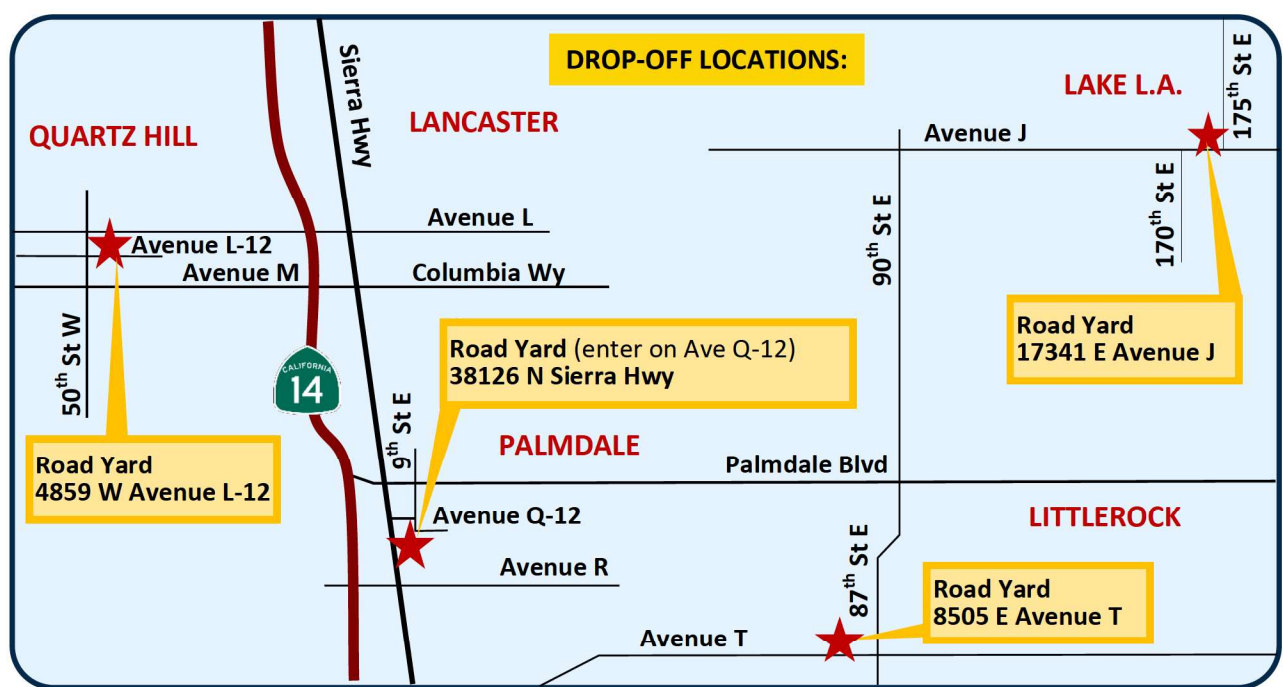 DROP-OFF LOCATIONS:
Sierra Hwy
LANCASTER
QUARTZ HILL
LAKE L.A.
175th St E
Avenue J
170th St E
90th St E
Avenue L
Avenue L-12
Avenue M
Columbia Wy
50th St W
CALIFORNIA
14
Road Yard
17341 E Avenue J
Road Yard (enter on Ave Q-12)
38126 N Sierra Hwy
9th St E
PALMDALE
Road Yard
4859 W Avenue L-12
Palmdale Blvd
Avenue Q-12
LITTLEROCK
87th St E
Avenue R
Road Yard
8505 E Avenue T
Avenue T